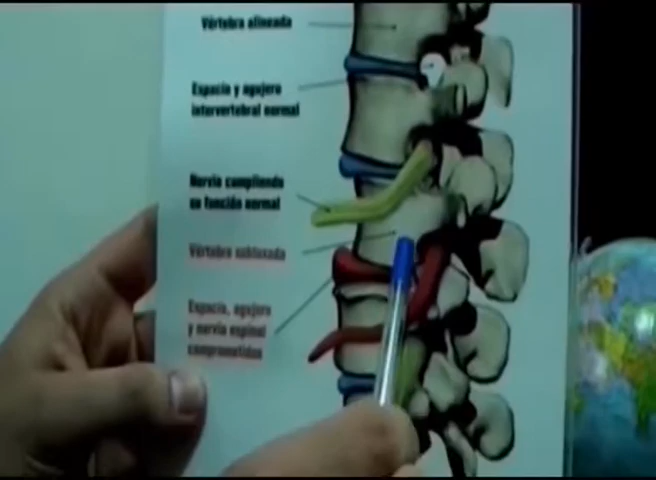 Vértebra alineada
Espacio y agujero
intervertebral normal
Nervio cumpliendo
su función normal
Vértebra subluxada
Espacio, agujero
y nervio espinal
comprometidos